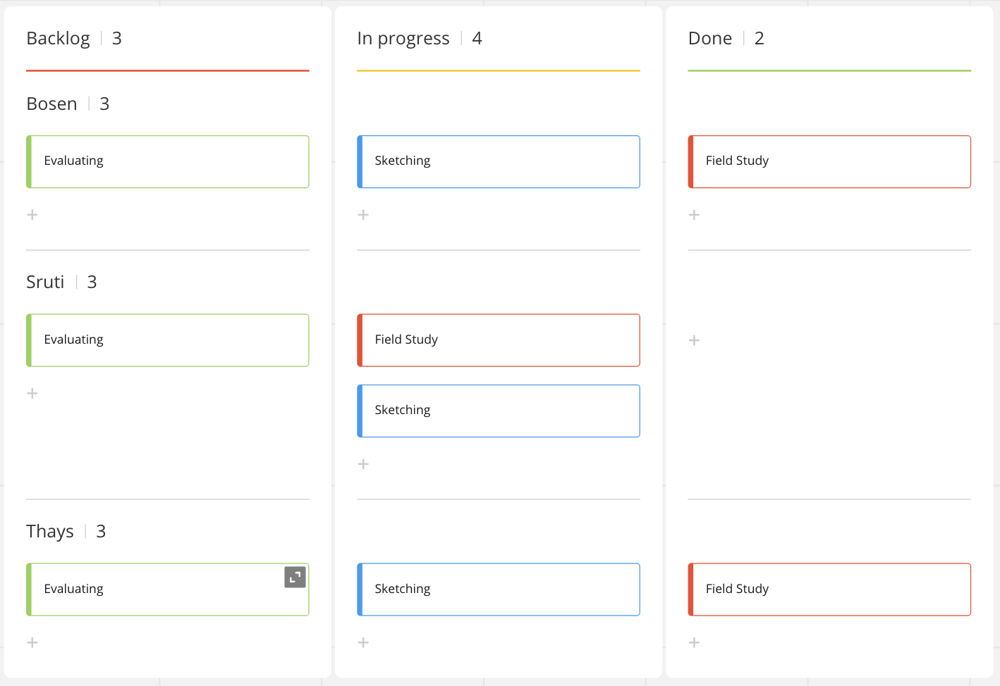 Backlog | 3
In progress | 4
Done | 2
Bosen | 3
Evaluating
Sketching
Field Study
+
+
+
Sruti | 3
Evaluating
Field Study
+
+
Sketching
+
Thays | 3
Evaluating
Sketching
Field Study
+
+
+